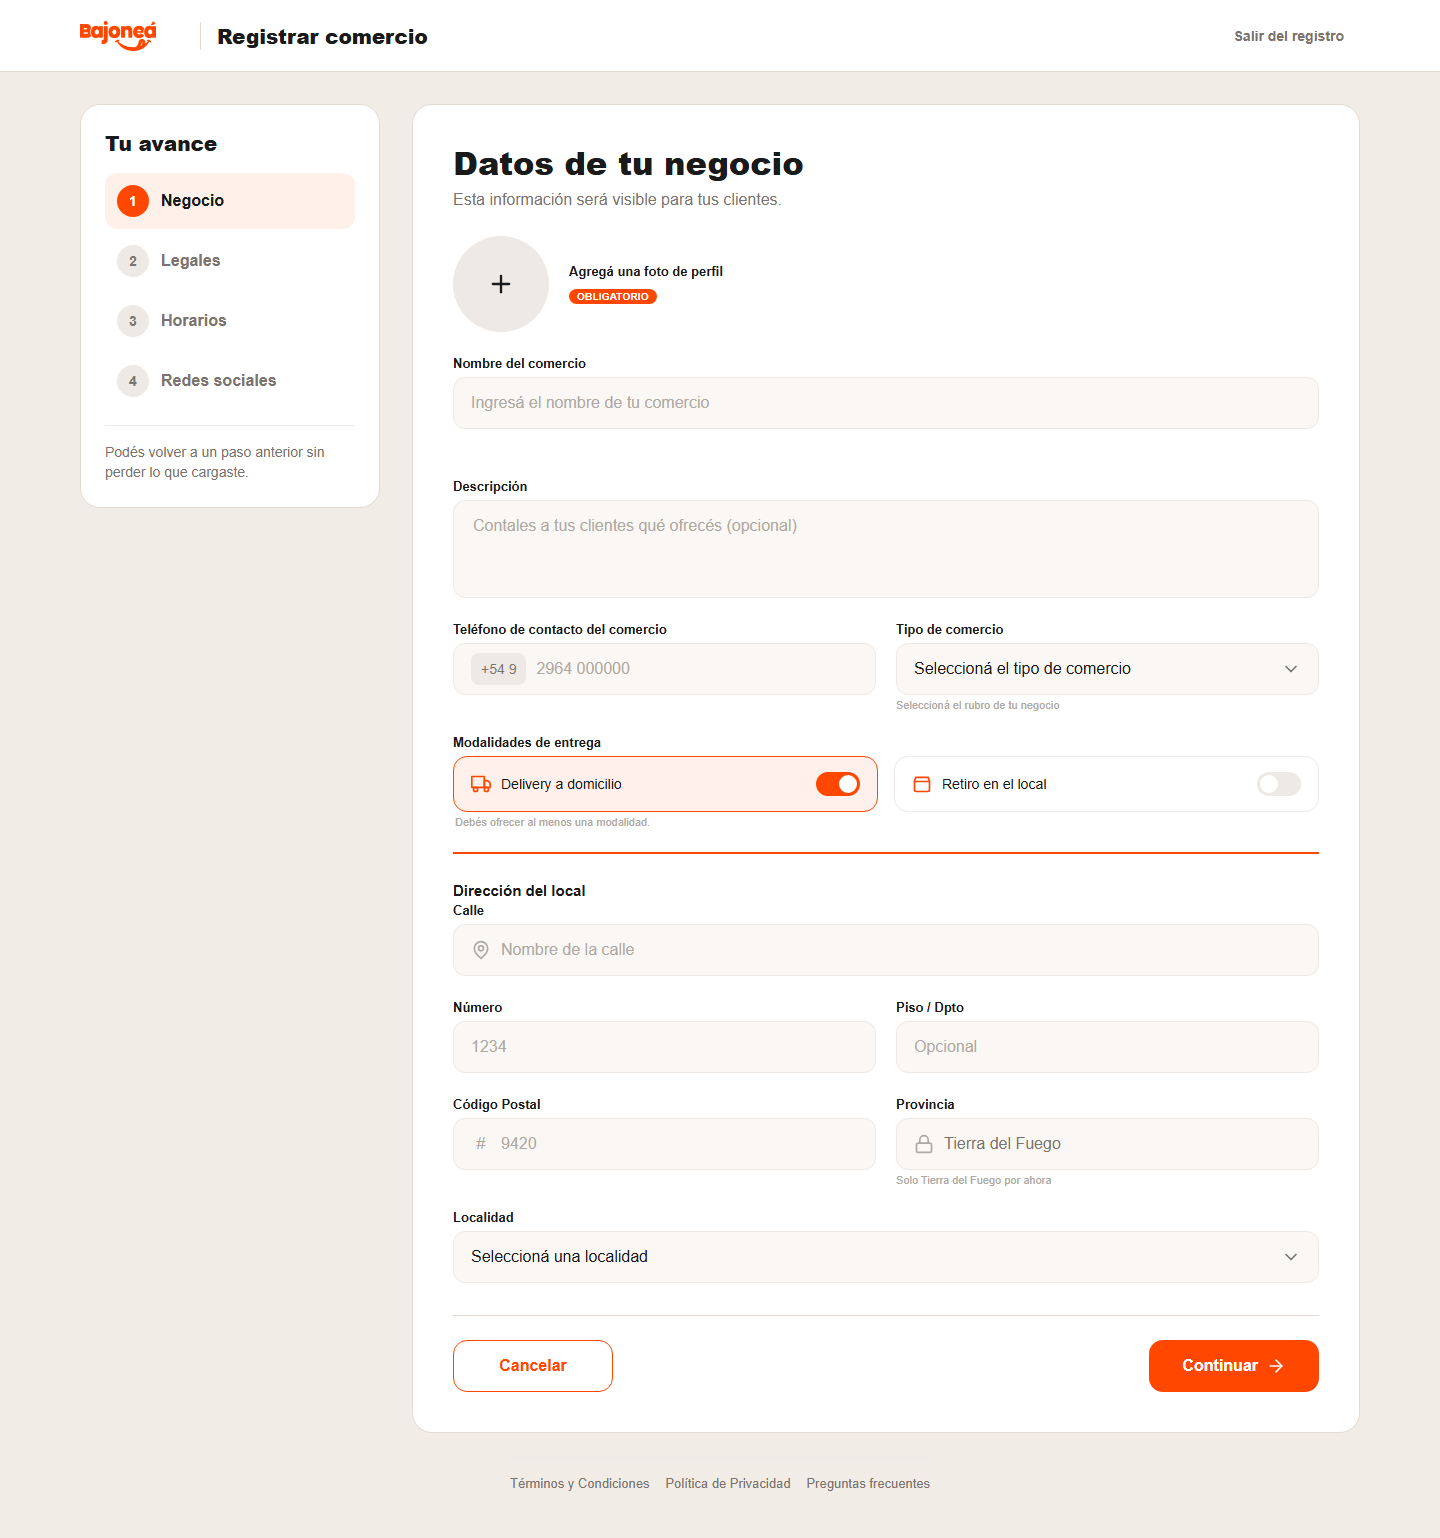 Bajoneá
Registrar comercio
Salir del registro
Tu avance
1 Negocio
2 Legales
3 Horarios
4 Redes sociales
Podés volver a un paso anterior sin
perder lo que cargaste.
Datos de tu negocio
Esta información será visible para tus clientes.
Agregá una foto de perfil
OBLIGATORIO
Nombre del comercio
Ingresá el nombre de tu comercio
Descripción
Contales a tus clientes qué ofrecés (opcional)
Teléfono de contacto del comercio
+54 9 2964 000000
Tipo de comercio
Seleccioná el tipo de comercio
Seleccioná el rubro de tu negocio
Modalidades de entrega
Delivery a domicilio
Retiro en el local
Debés ofrecer al menos una modalidad.
Dirección del local
Calle
Nombre de la calle
Número
1234
Piso / Dpto
Opcional
Código Postal
# 9420
Provincia
Tierra del Fuego
Solo Tierra del Fuego por ahora
Localidad
Seleccioná una localidad
Cancelar
Continuar
Términos y Condiciones Política de Privacidad Preguntas frecuentes